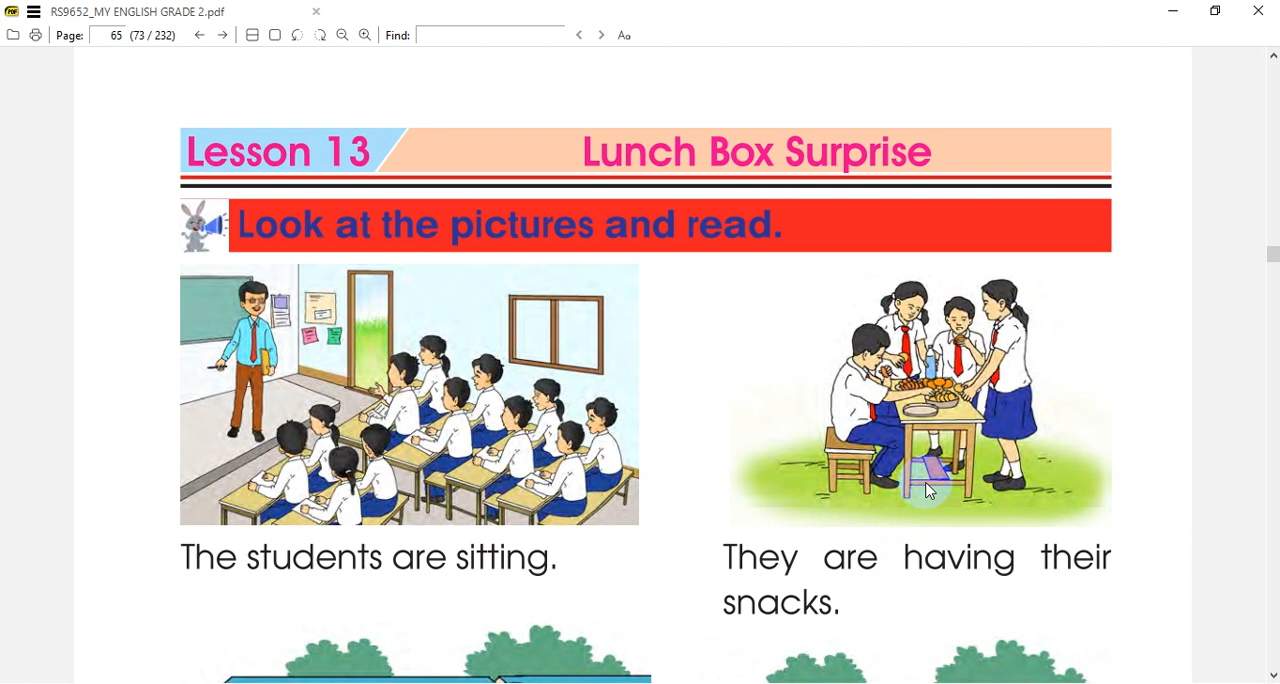 RS9652_MY ENGLISH GRADE 2.pdf
Page: 65 (73 / 232) Find: Aa
Lesson 13 Lunch Box Surprise
Look at the pictures and read.
The students are sitting.
They are having their
snacks.